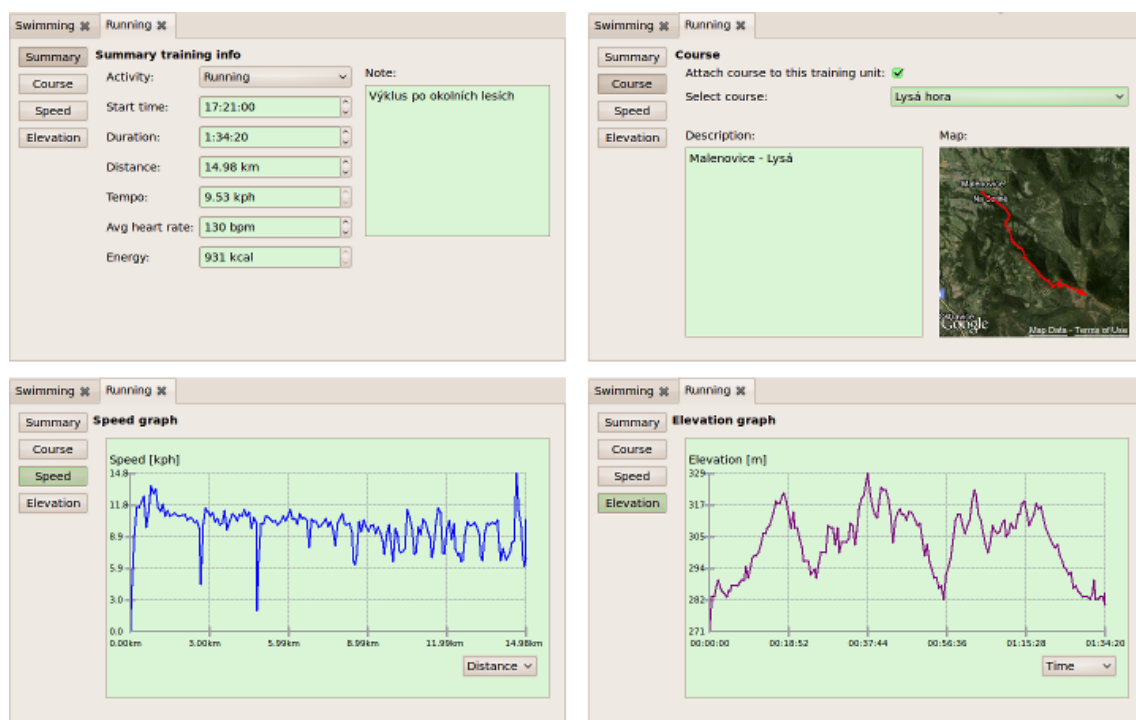 Swimming Running
Summary Summary training info
Course
Speed
Elevation
Activity: Running
Start time: 17:21:00
Duration: 1:34:20
Distance: 14.98 km
Tempo: 9.53 kph
Avg heart rate: 130 bpm
Energy: 931 kcal
Note:
Výklus po okolních lesích
Swimming Running
Summary Course
Course
Speed
Elevation
Attach course to this training unit:
Select course: Lysá hora
Description:
Malenovice - Lysá
Map:
Malenovice
Google
Map Data - Terms of Use
Swimming Running
Summary Speed graph
Course
Speed
Elevation
Speed [kph]
14.8
11.8
8.9
5.9
3.0
0.0
0.00km 3.00km 5.99km 8.99km 11.99km 14.98km
Distance
Swimming Running
Summary Elevation graph
Course
Speed
Elevation
Elevation [m]
329
317
305
294
282
271
00:00:00 00:18:52 00:37:44 00:56:36 01:15:28 01:34:20
Time